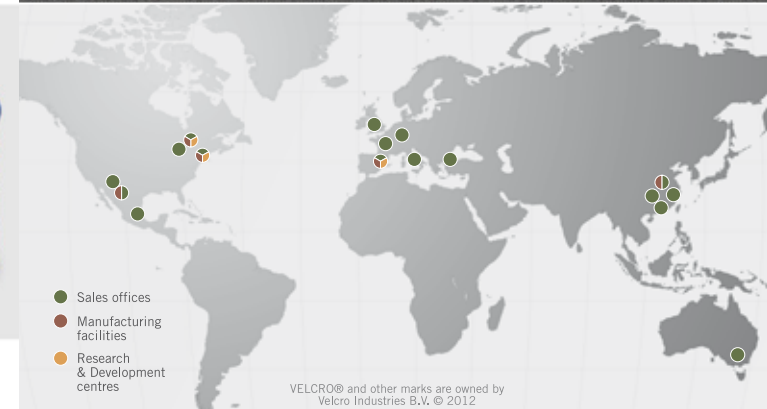 Sales offices
Manufacturing
facilities
Research
& Development
centres
VELCRO® and other marks are owned by
Velcro Industries B.V. © 2012